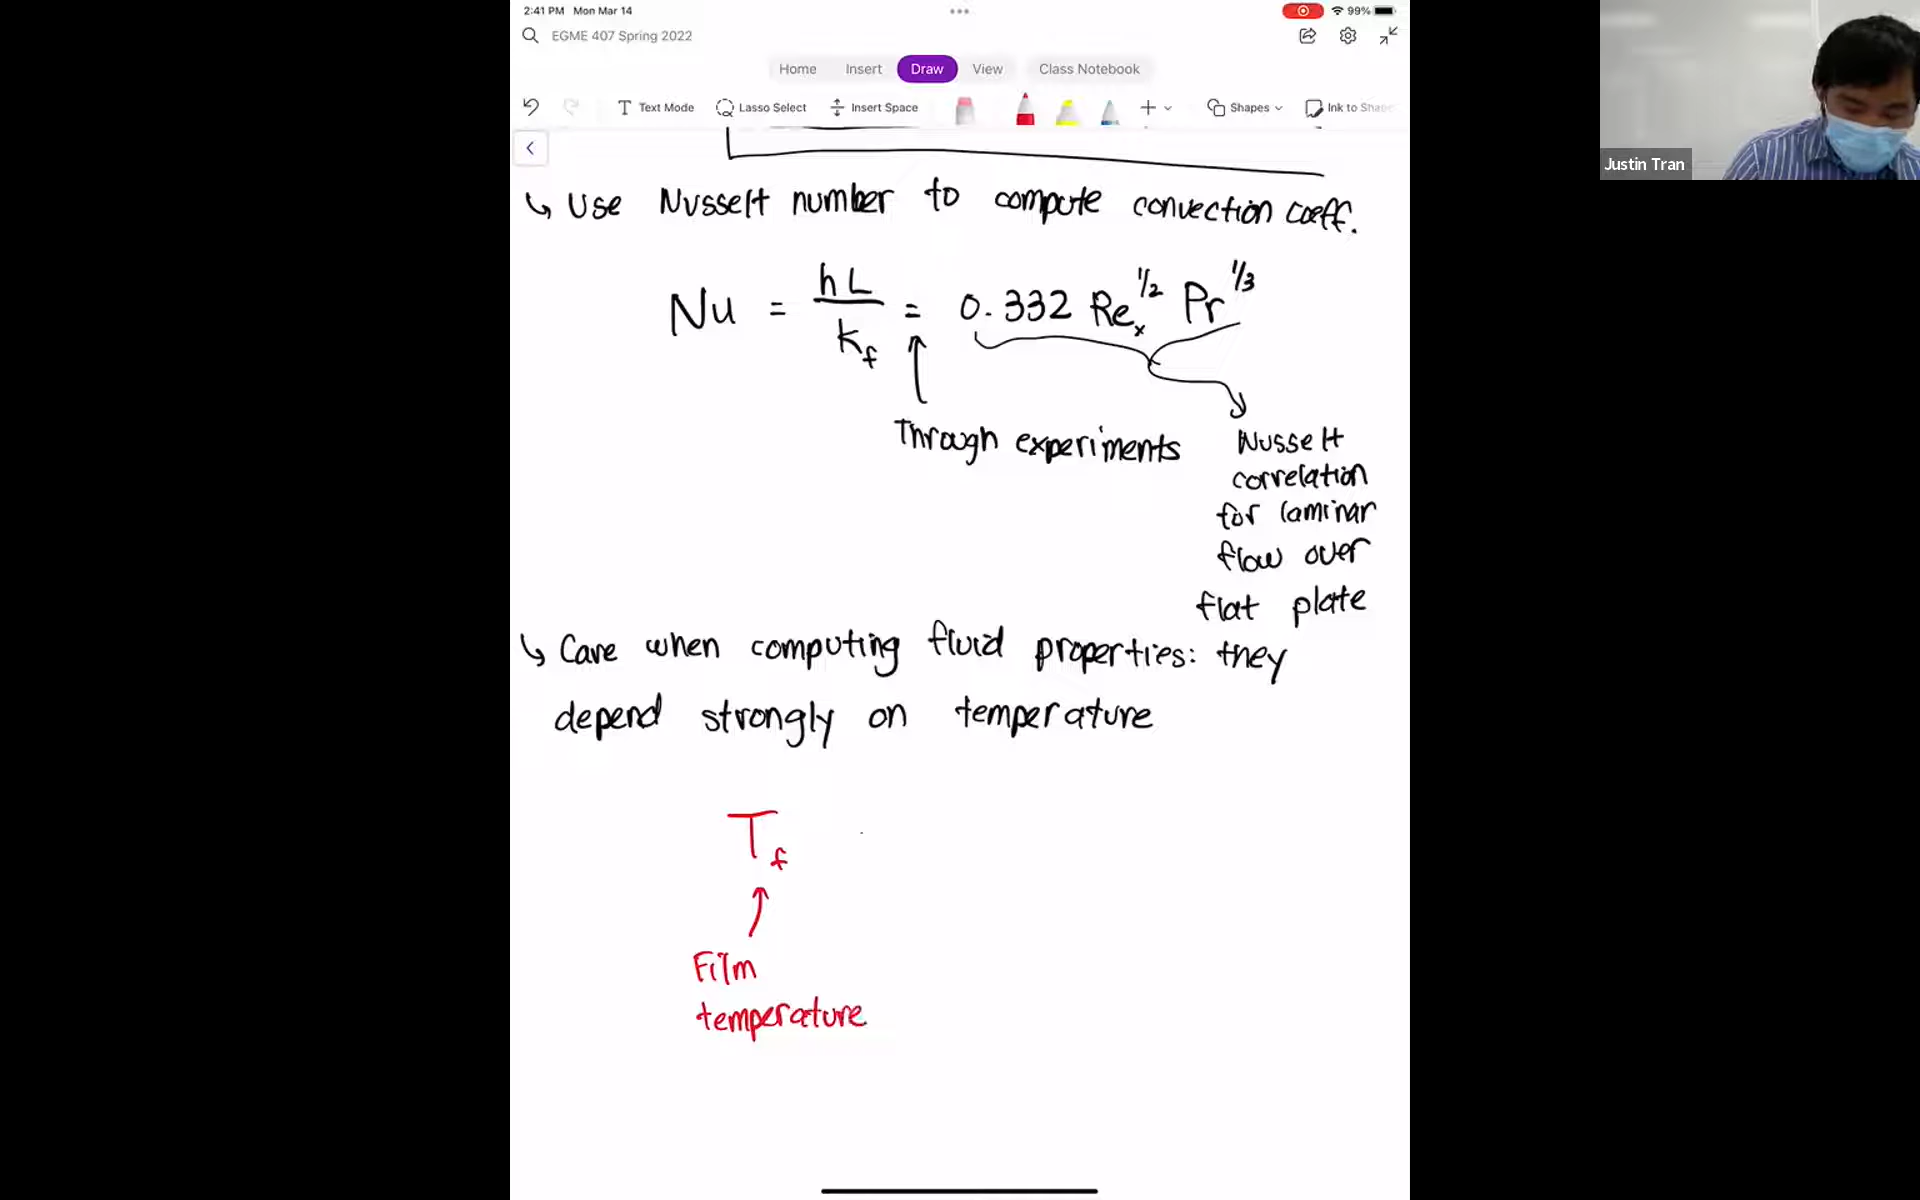 2:41 PM Mon Mar 14
99%
EGME 407 Spring 2022
Home Insert Draw View Class Notebook
Text Mode Lasso Select Insert Space Shapes Ink to Shape
Justin Tran
↳ Use Nusselt number to compute convection coeff.
Nu = hL/k_f = 0.332 Re_x^1/2 Pr^1/3
Through experiments
Nusselt
correlation
for laminar
flow over
flat plate
↳ Care when computing fluid properties: they
depend strongly on temperature
T_f
Film
temperature